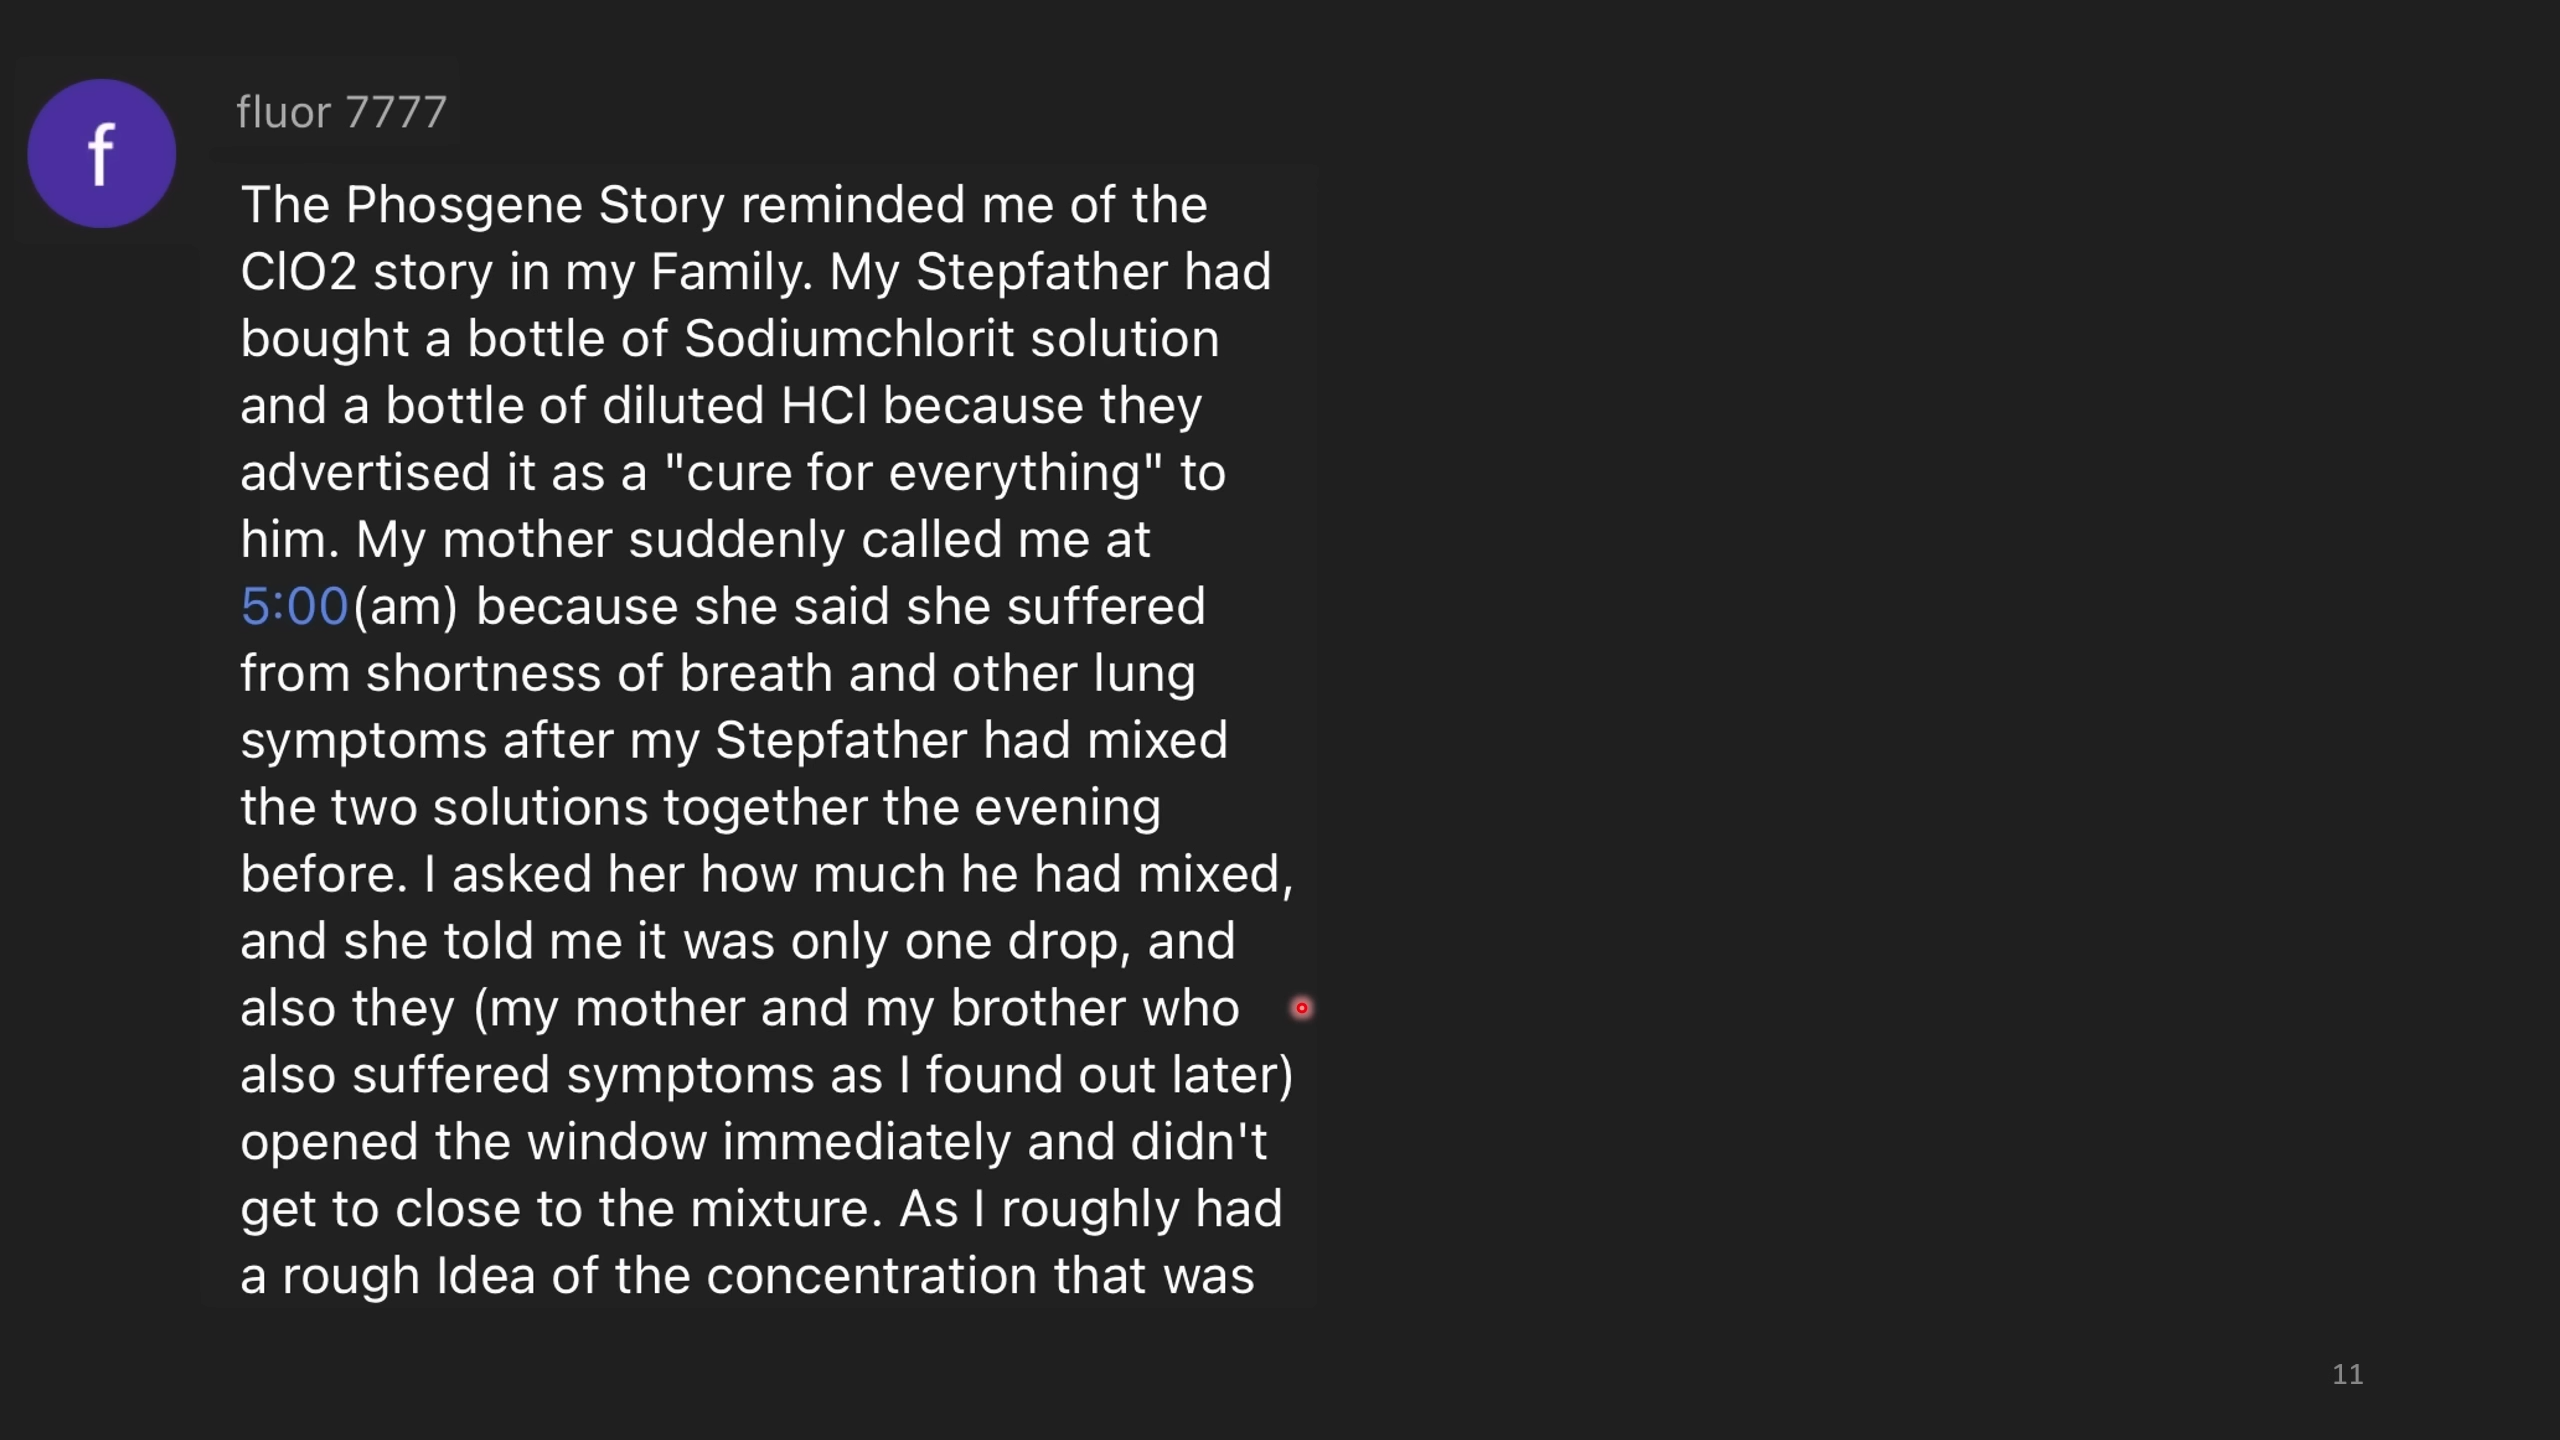 f
fluor 7777
The Phosgene Story reminded me of the
ClO2 story in my Family. My Stepfather had
bought a bottle of Sodiumchlorit solution
and a bottle of diluted HCl because they
advertised it as a "cure for everything" to
him. My mother suddenly called me at
5:00(am) because she said she suffered
from shortness of breath and other lung
symptoms after my Stepfather had mixed
the two solutions together the evening
before. I asked her how much he had mixed,
and she told me it was only one drop, and
also they (my mother and my brother who
also suffered symptoms as I found out later)
opened the window immediately and didn't
get to close to the mixture. As I roughly had
a rough Idea of the concentration that was
11